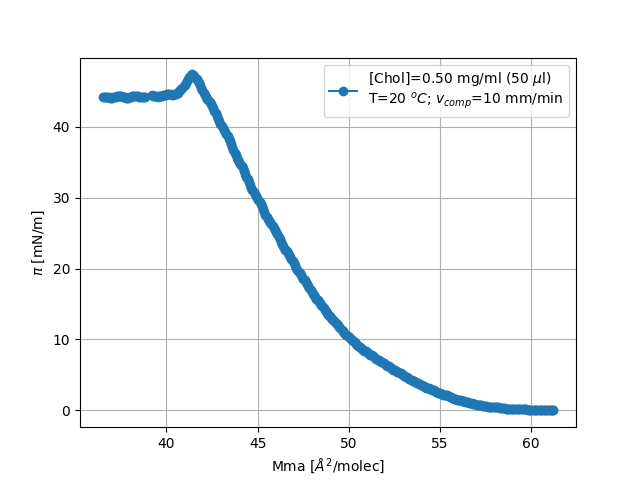 [Chol]=0.50 mg/ml (50 μl)
T=20 °C; v_comp=10 mm/min
π [mN/m]
40
30
20
10
0
40 45 50 55 60
Mma [Å²/molec]